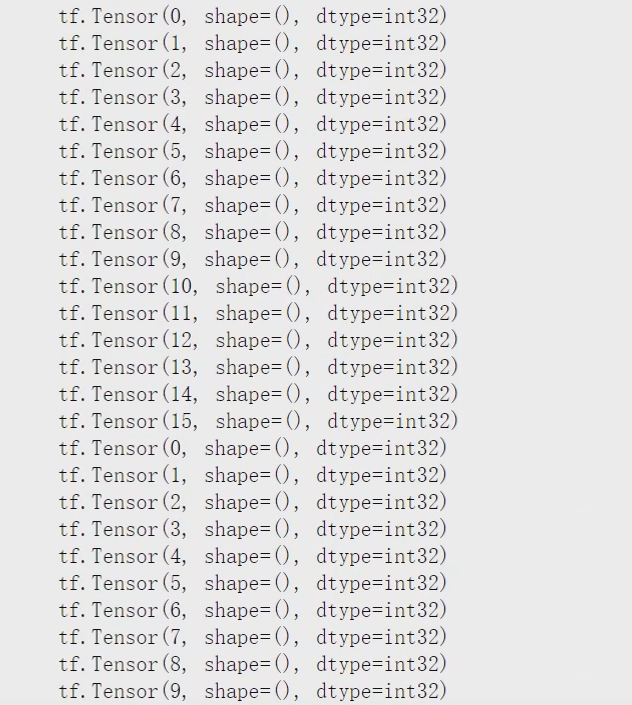 tf.Tensor(0, shape=(), dtype=int32)
tf.Tensor(1, shape=(), dtype=int32)
tf.Tensor(2, shape=(), dtype=int32)
tf.Tensor(3, shape=(), dtype=int32)
tf.Tensor(4, shape=(), dtype=int32)
tf.Tensor(5, shape=(), dtype=int32)
tf.Tensor(6, shape=(), dtype=int32)
tf.Tensor(7, shape=(), dtype=int32)
tf.Tensor(8, shape=(), dtype=int32)
tf.Tensor(9, shape=(), dtype=int32)
tf.Tensor(10, shape=(), dtype=int32)
tf.Tensor(11, shape=(), dtype=int32)
tf.Tensor(12, shape=(), dtype=int32)
tf.Tensor(13, shape=(), dtype=int32)
tf.Tensor(14, shape=(), dtype=int32)
tf.Tensor(15, shape=(), dtype=int32)
tf.Tensor(0, shape=(), dtype=int32)
tf.Tensor(1, shape=(), dtype=int32)
tf.Tensor(2, shape=(), dtype=int32)
tf.Tensor(3, shape=(), dtype=int32)
tf.Tensor(4, shape=(), dtype=int32)
tf.Tensor(5, shape=(), dtype=int32)
tf.Tensor(6, shape=(), dtype=int32)
tf.Tensor(7, shape=(), dtype=int32)
tf.Tensor(8, shape=(), dtype=int32)
tf.Tensor(9, shape=(), dtype=int32)